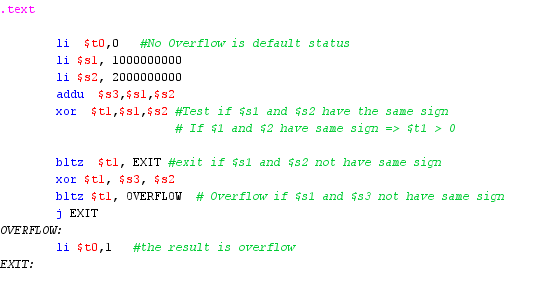 .text
li $t0,0 #No Overflow is default status
li $s1, 1000000000
li $s2, 2000000000
addu $s3,$s1,$s2
xor $t1,$s1,$s2 #Test if $s1 and $s2 have the same sign
# If $1 and $2 have same sign => $t1 > 0
bltz $t1, EXIT #exit if $s1 and $s2 not have same sign
xor $t1, $s3, $s2
bltz $t1, OVERFLOW # Overflow if $s1 and $s3 not have same sign
j EXIT
OVERFLOW:
li $t0,1 #the result is overflow
EXIT: